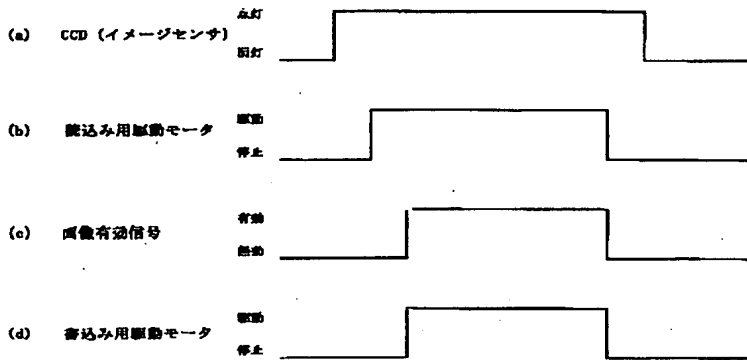 点灯
(a) CCD (イメージセンサ)
消灯
駆動
(b) 読込み用駆動モータ
停止
有効
(c) 画像有効信号
無効
駆動
(d) 書込み用駆動モータ
停止